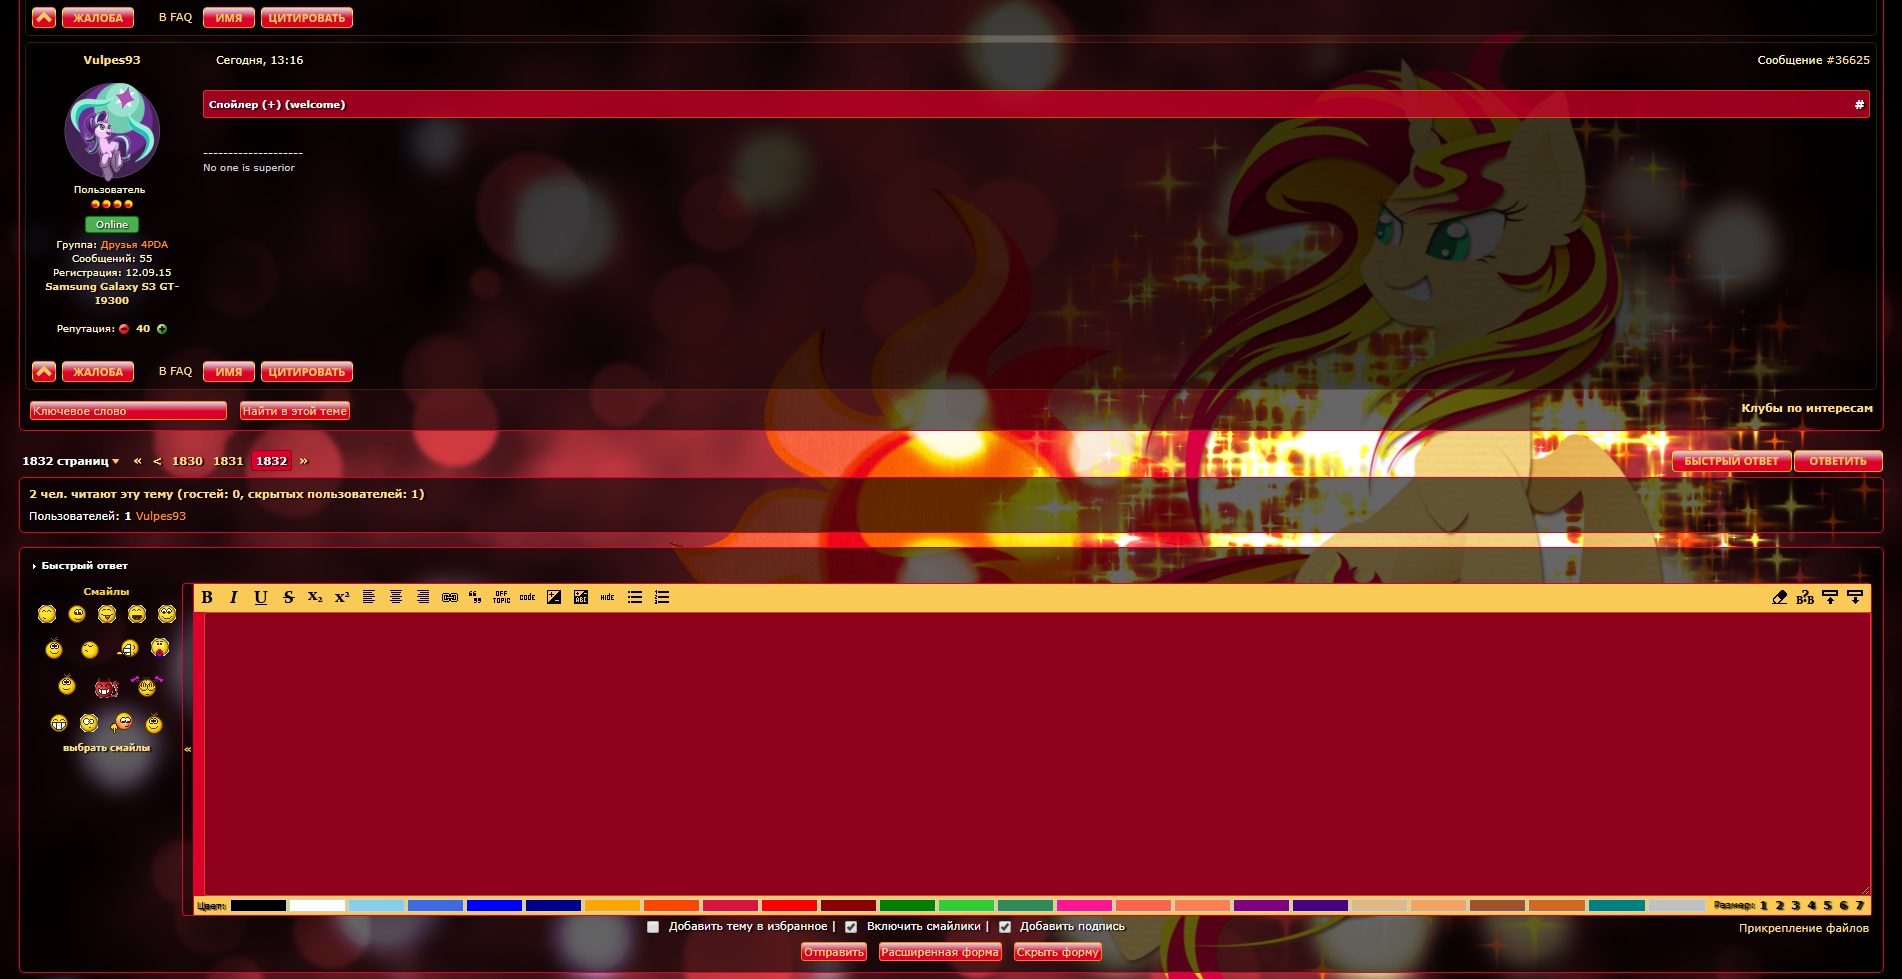 ЖАЛОБА В FAQ ИМЯ ЦИТИРОВАТЬ
Vulpes93
Сегодня, 13:16
Сообщение #36625
Спойлер (+) (welcome)
#
--------------------
No one is superior
Пользователь
Online
Группа: Друзья 4PDA
Сообщений: 55
Регистрация: 12.09.15
Samsung Galaxy S3 GT-
I9300
Репутация: 40
ЖАЛОБА В FAQ ИМЯ ЦИТИРОВАТЬ
Ключевое слово
Найти в этой теме
Клубы по интересам
1832 страниц « < 1830 1831 1832 »
БЫСТРЫЙ ОТВЕТ ОТВЕТИТЬ
2 чел. читают эту тему (гостей: 0, скрытых пользователей: 1)
Пользователей: 1 Vulpes93
Быстрый ответ
Смайлы
выбрать смайлы
«
B I U S X₂ X² OFF TOPIC CODE ABC HIDE B?B
Цвет:
Размер: 1 2 3 4 5 6 7
Добавить тему в избранное | Включить смайлики | Добавить подпись
Прикрепление файлов
Отправить Расширенная форма Скрыть форму